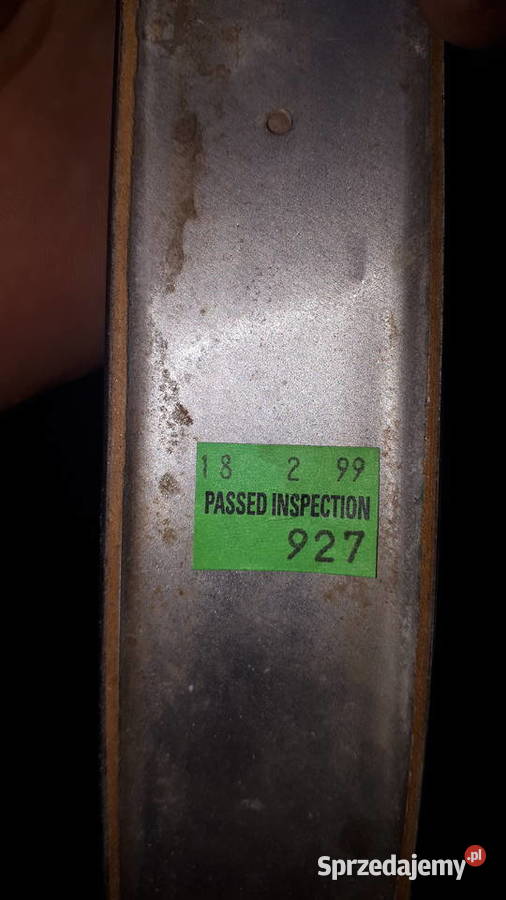 18 2 99
PASSED INSPECTION
927
Sprzedajemy.pl